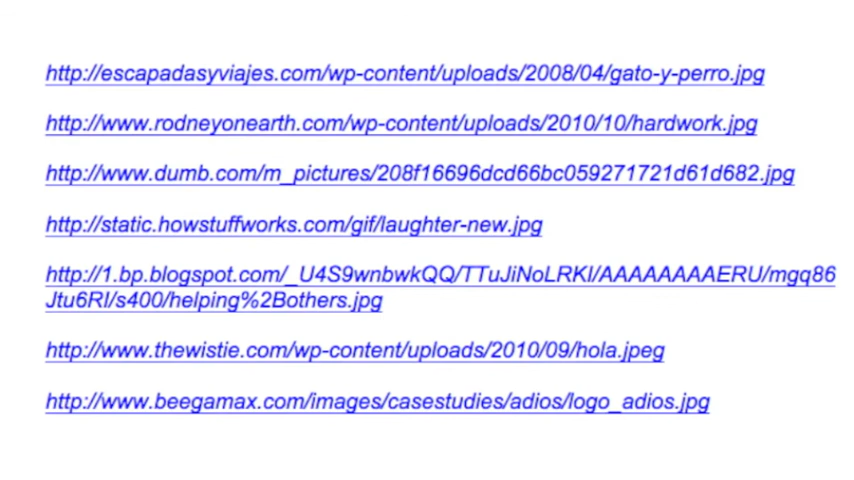 http://escapadasyviajes.com/wp-content/uploads/2008/04/gato-y-perro.jpg
http://www.rodneyonearth.com/wp-content/uploads/2010/10/hardwork.jpg
http://www.dumb.com/m_pictures/208f16696dcd66bc059271721d61d682.jpg
http://static.howstuffworks.com/gif/laughter-new.jpg
http://1.bp.blogspot.com/_U4S9wnbwkQQ/TTuJiNoLRKI/AAAAAAAAERU/mgq86
Jtu6RI/s400/helping%2Bothers.jpg
http://www.thewistie.com/wp-content/uploads/2010/09/hola.jpeg
http://www.beegamax.com/images/casestudies/adios/logo_adios.jpg